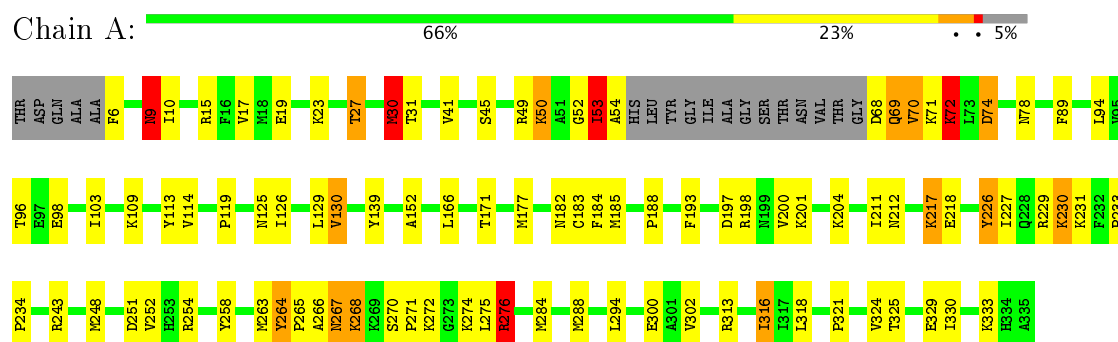 Chain A:
66% 23% • • 5%
THR ASP GLN ALA ALA F6 N9 I10 R15 F16 V17 M18 E19 K23 T27 M30 T31 V41 S45 R49 K50 A51 G52 I53 A54 HIS LEU TYR GLY ILE ALA GLY SER THR ASN VAL THR GLY D68 Q69 V70 K71 K72 L73 D74 N78 F89 L94 V95
T96 E97 E98 I103 K109 Y113 V114 P119 N125 I126 L129 V130 Y139 A152 L166 T171 M177 N182 C183 F184 M185 P188 F193 D197 R198 N199 V200 K201 K204 I211 N212 K217 E218 Y226 I227 Q228 R229 K230 K231 F232 P233
P234 R243 M248 D251 V252 H253 R254 Y258 M263 Y264 P265 A266 N267 K268 K269 S270 P271 K272 G273 K274 L275 R276 M284 M288 L294 E300 A301 V302 R313 I316 I317 L318 P321 V324 T325 E329 I330 K333 H334 A335